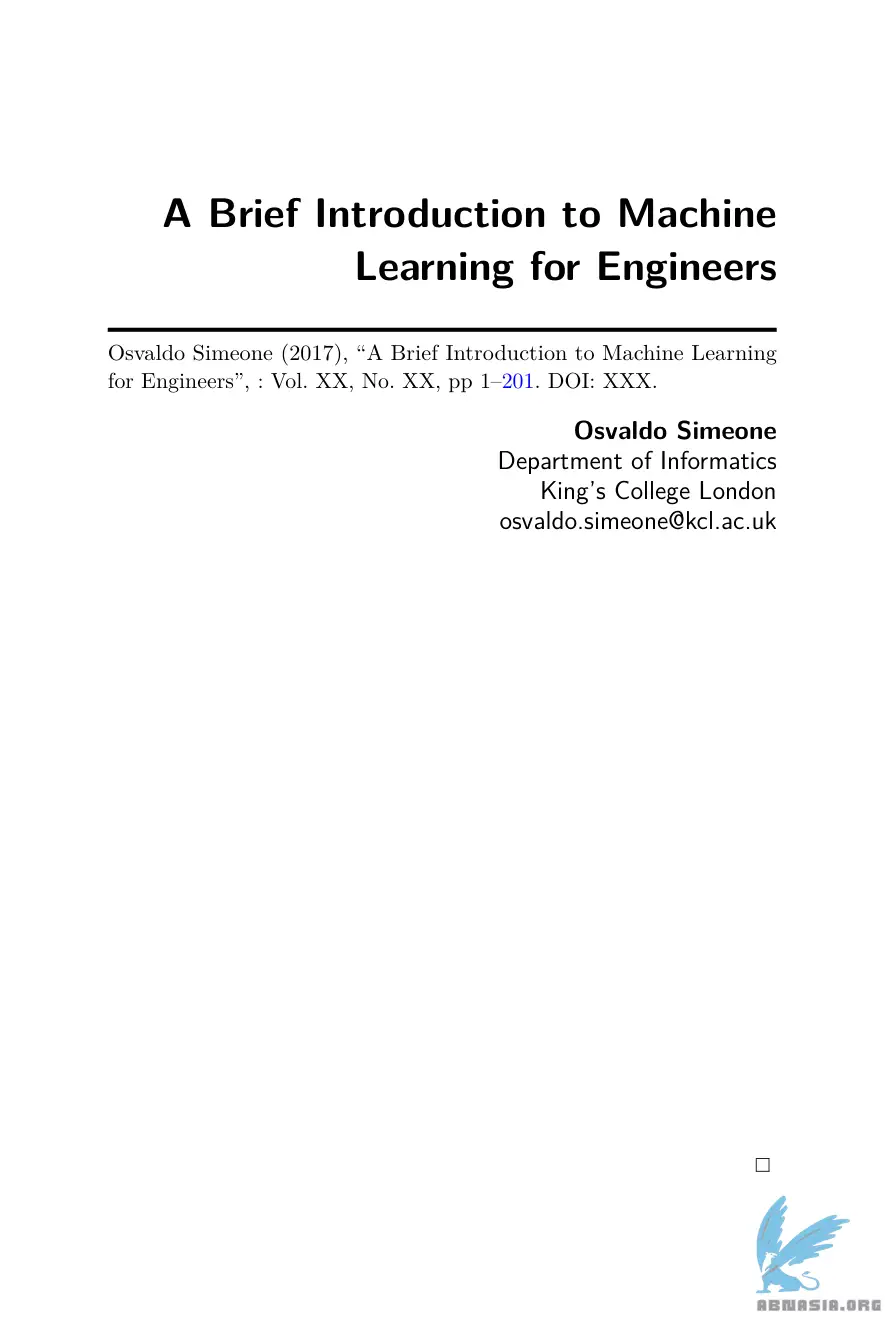 A Brief Introduction to Machine
Learning for Engineers
Osvaldo Simeone (2017), “A Brief Introduction to Machine Learning
for Engineers”, : Vol. XX, No. XX, pp 1–201. DOI: XXX.
Osvaldo Simeone
Department of Informatics
King's College London
osvaldo.simeone@kcl.ac.uk
ABNASIA.ORG